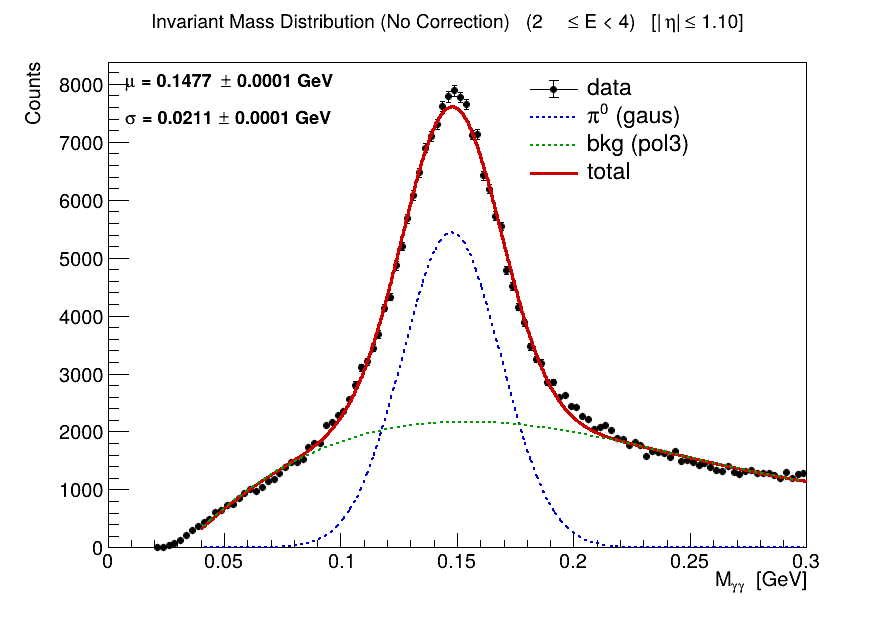 Invariant Mass Distribution (No Correction) (2 ≤ E < 4) [|η| ≤ 1.10]
Counts
μ = 0.1477 ± 0.0001 GeV
σ = 0.0211 ± 0.0001 GeV
data
π⁰ (gaus)
bkg (pol3)
total
8000
7000
6000
5000
4000
3000
2000
1000
0
0 0.05 0.1 0.15 0.2 0.25 0.3
Mγγ [GeV]